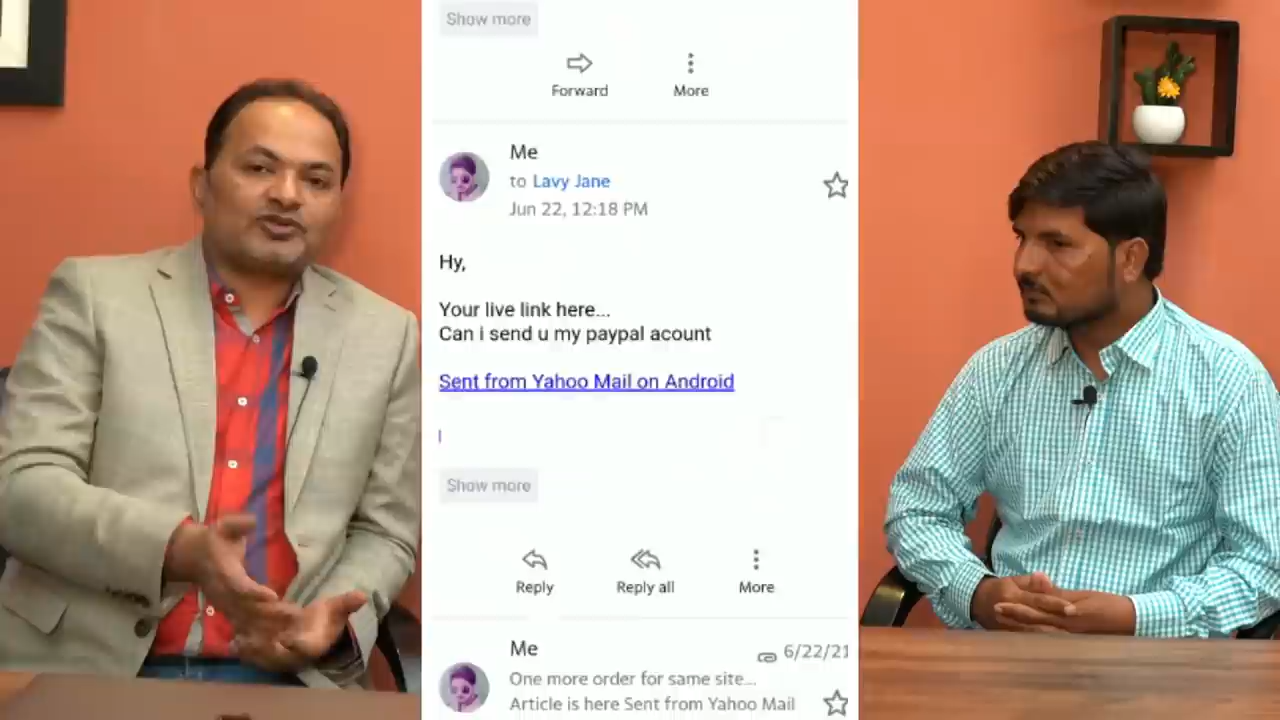 Show more
Forward
More
Me
to Lavy Jane
Jun 22, 12:18 PM
Hy,
Your live link here...
Can i send u my paypal acount
Sent from Yahoo Mail on Android
Show more
Reply
Reply all
More
Me
6/22/21
One more order for same site...
Article is here Sent from Yahoo Mail